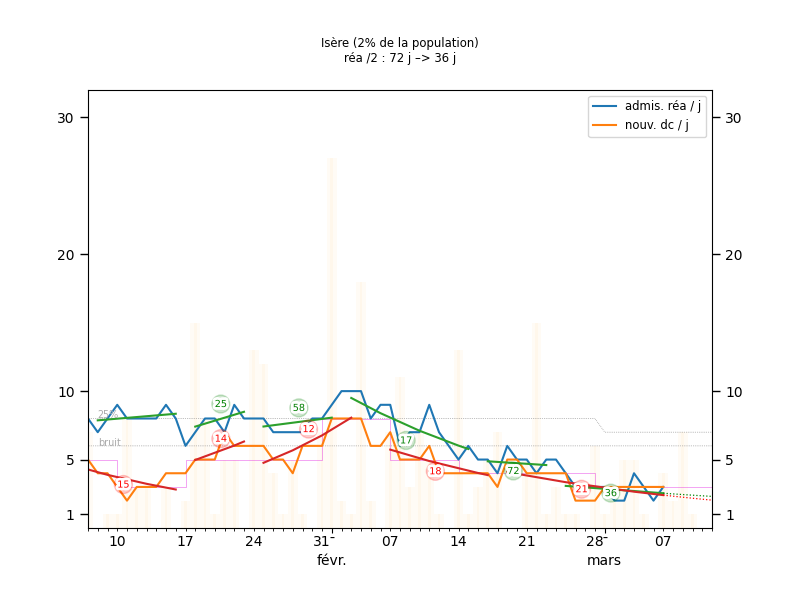 Isère (2% de la population)
réa /2 : 72 j –> 36 j
admis. réa / j
nouv. dc / j
30 30
20 20
10 10
5 5
1 1
25%
bruit
25
58
14
12
15
17
18
72
21
36
10 17 24 31 07 14 21 28 07
févr. mars